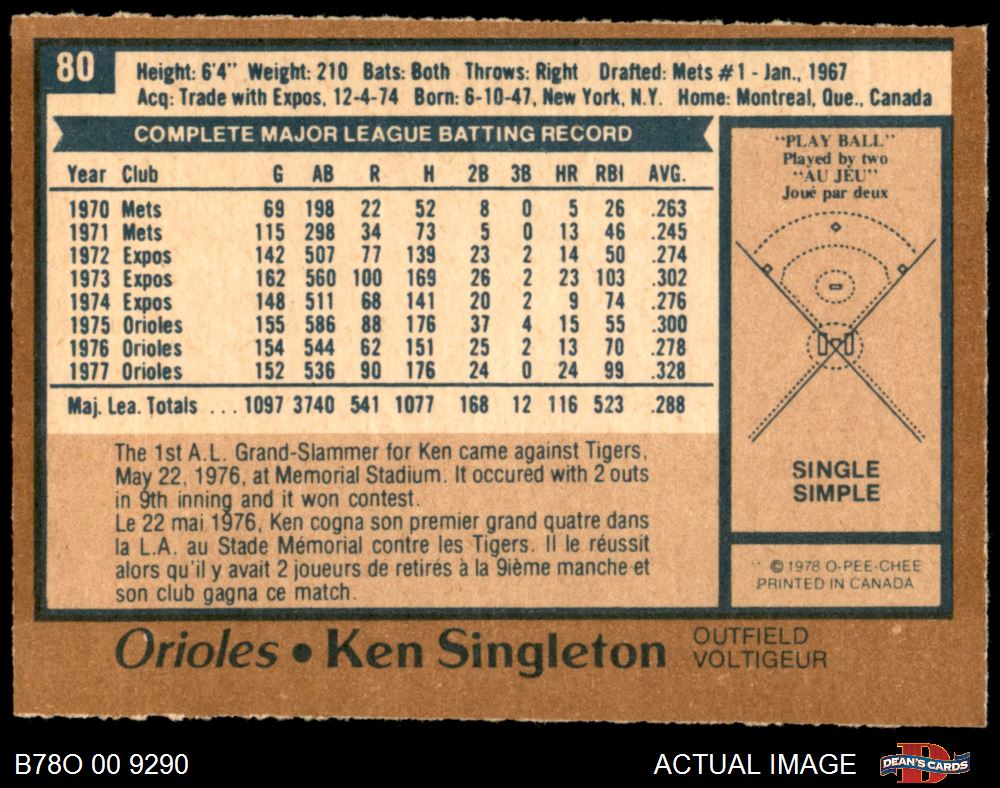 80
Height: 6'4" Weight: 210 Bats: Both Throws: Right Drafted: Mets #1 - Jan., 1967
Acq: Trade with Expos, 12-4-74 Born: 6-10-47, New York, N.Y. Home: Montreal, Que., Canada
COMPLETE MAJOR LEAGUE BATTING RECORD
Year Club G AB R H 2B 3B HR RBI AVG.
1970 Mets 69 198 22 52 8 0 5 26 .263
1971 Mets 115 298 34 73 5 0 13 46 .245
1972 Expos 142 507 77 139 23 2 14 50 .274
1973 Expos 162 560 100 169 26 2 23 103 .302
1974 Expos 148 511 68 141 20 2 9 74 .276
1975 Orioles 155 586 88 176 37 4 15 55 .300
1976 Orioles 154 544 62 151 25 2 13 70 .278
1977 Orioles 152 536 90 176 24 0 24 99 .328
Maj. Lea. Totals ... 1097 3740 541 1077 168 12 116 523 .288
The 1st A.L. Grand-Slammer for Ken came against Tigers,
May 22, 1976, at Memorial Stadium. It occured with 2 outs
in 9th inning and it won contest.
Le 22 mai 1976, Ken cogna son premier grand quatre dans
la L.A. au Stade Mémorial contre les Tigers. Il le réussit
alors qu'il y avait 2 joueurs de retirés à la 9ième manche et
son club gagna ce match.
"PLAY BALL"
Played by two
"AU JEU"
Joué par deux
SINGLE
SIMPLE
© 1978 O-PEE-CHEE
PRINTED IN CANADA
Orioles • Ken Singleton
OUTFIELD
VOLTIGEUR
B78O 00 9290
ACTUAL IMAGE
DEAN'S CARDS